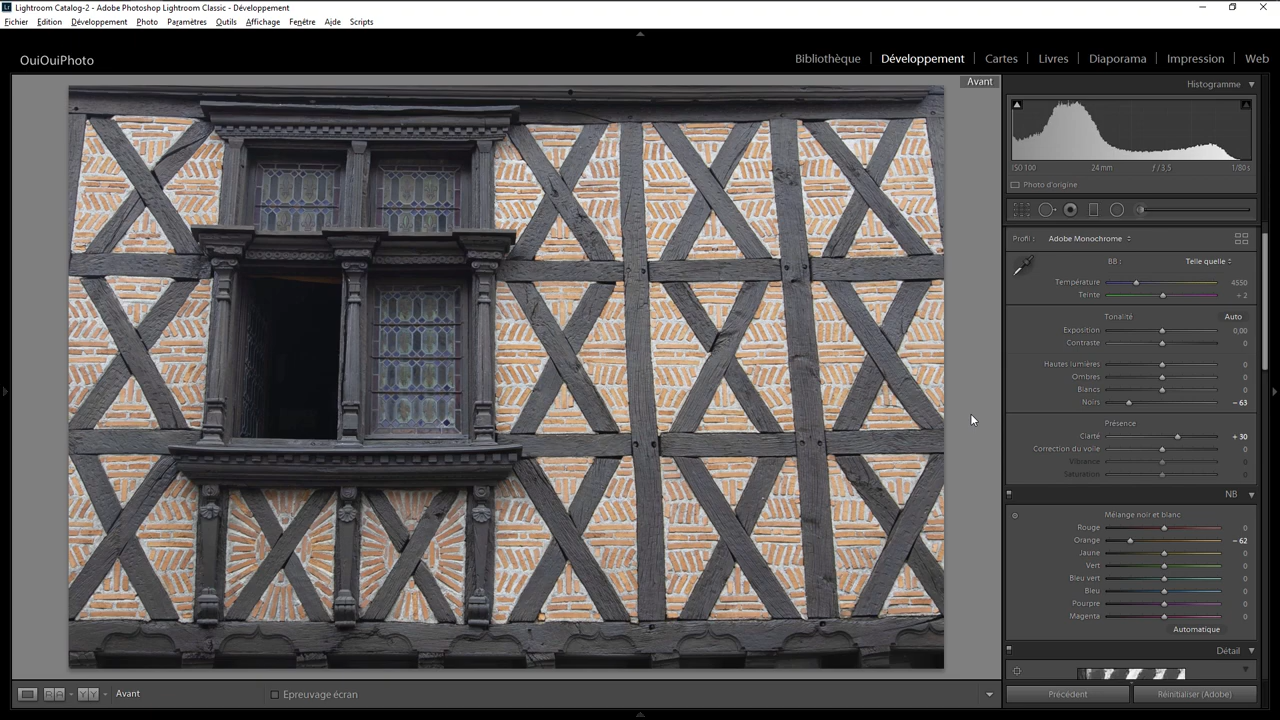 Lightroom Catalog-2 - Adobe Photoshop Lightroom Classic - Développement
Fichier Edition Développement Photo Paramètres Outils Affichage Fenêtre Aide Scripts
OuiOuiPhoto
Bibliothèque Développement Cartes Livres Diaporama Impression Web
Avant
Histogramme
ISO 100 24 mm ƒ / 3,5 1/80 s
Photo d'origine
Profil : Adobe Monochrome
BB : Telle quelle
Température 4550
Teinte + 2
Tonalité Auto
Exposition 0,00
Contraste 0
Hautes lumières 0
Ombres 0
Blancs 0
Noirs – 63
Présence
Clarté + 30
Correction du voile 0
Vibrance 0
Saturation 0
NB
Mélange noir et blanc
Rouge 0
Orange – 62
Jaune 0
Vert 0
Bleu vert 0
Bleu 0
Pourpre 0
Magenta 0
Automatique
Détail
Avant Epreuvage écran
Précédent Réinitialiser (Adobe)